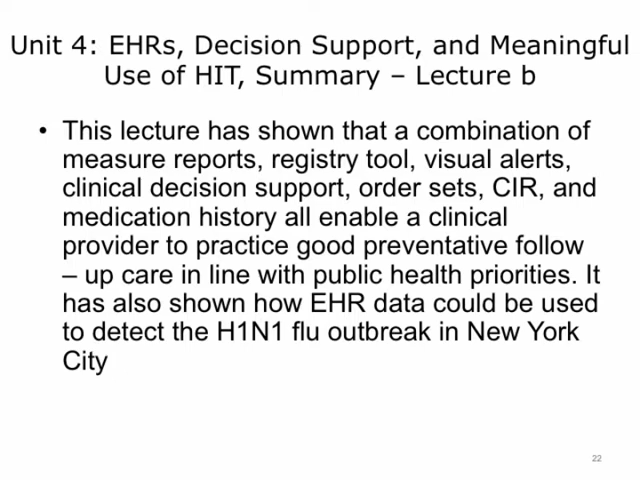 Unit 4: EHRs, Decision Support, and Meaningful
Use of HIT, Summary – Lecture b
• This lecture has shown that a combination of
measure reports, registry tool, visual alerts,
clinical decision support, order sets, CIR, and
medication history all enable a clinical
provider to practice good preventative follow
– up care in line with public health priorities. It
has also shown how EHR data could be used
to detect the H1N1 flu outbreak in New York
City
22